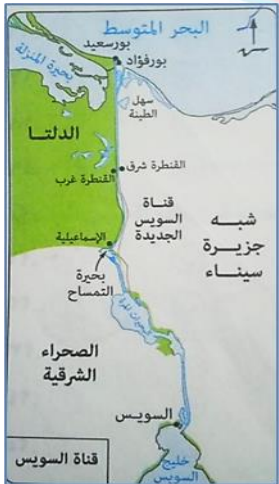 البحر المتوسط
بورسعيد
بورفؤاد
بحيرة المنزلة
سهل
الطينة
الدلتا
القنطرة شرق
القنطرة غرب
قناة
السويس
الجديدة
شبه
جزيرة
سيناء
الإسماعيلية
بحيرة
التمساح
البحيرات المرة
الصحراء
الشرقية
السويس
خليج
السويس
قناة السويس